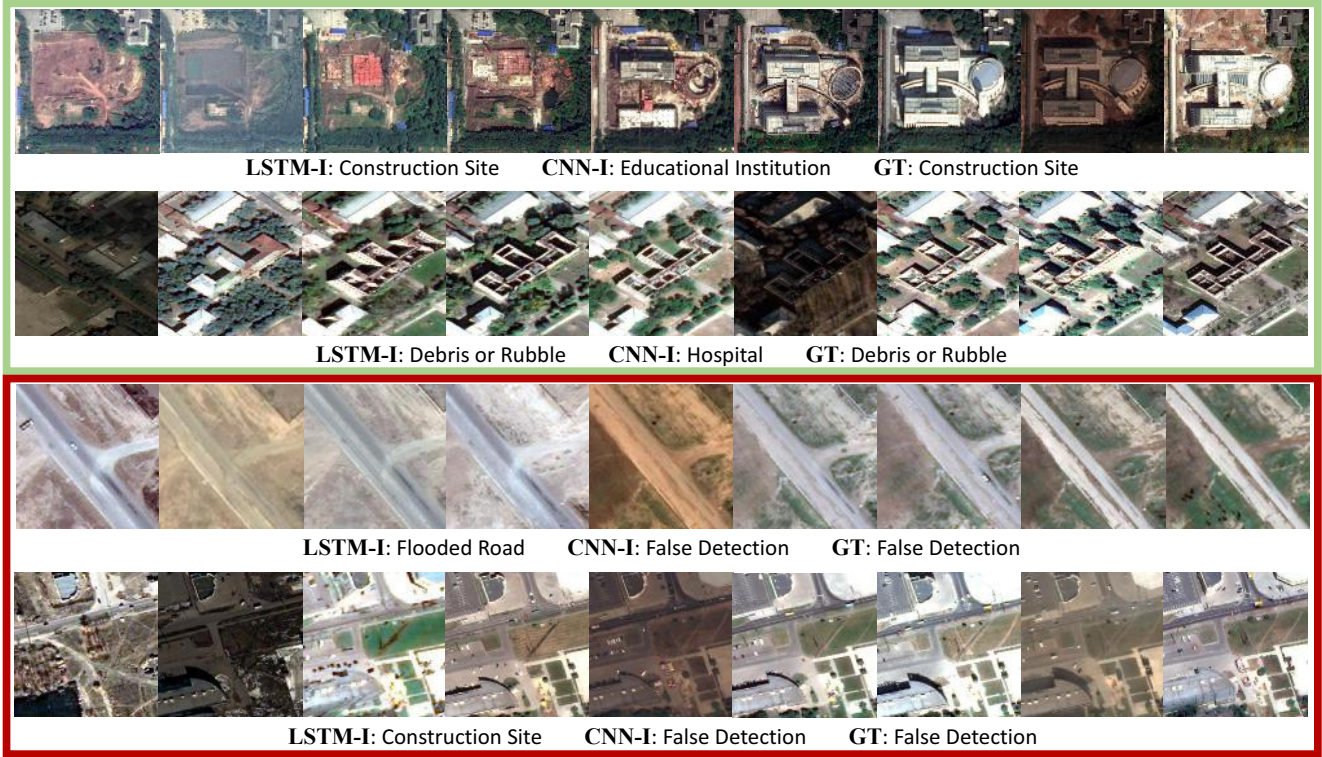 LSTM-I: Construction Site CNN-I: Educational Institution GT: Construction Site
LSTM-I: Debris or Rubble CNN-I: Hospital GT: Debris or Rubble
LSTM-I: Flooded Road CNN-I: False Detection GT: False Detection
LSTM-I: Construction Site CNN-I: False Detection GT: False Detection